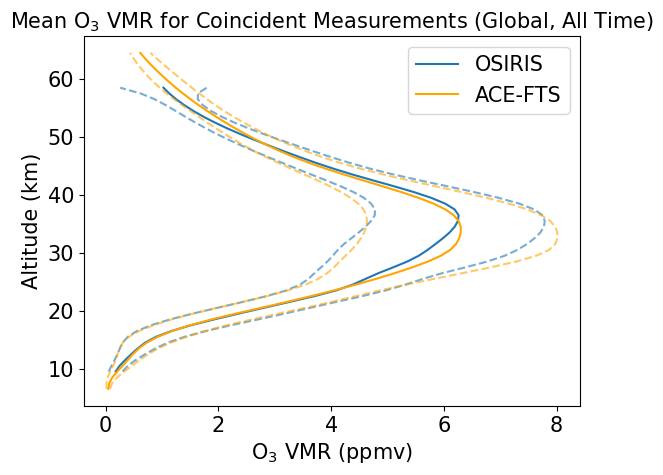 Mean O₃ VMR for Coincident Measurements (Global, All Time)
OSIRIS
ACE-FTS
Altitude (km)
60
50
40
30
20
10
0 2 4 6 8
O₃ VMR (ppmv)